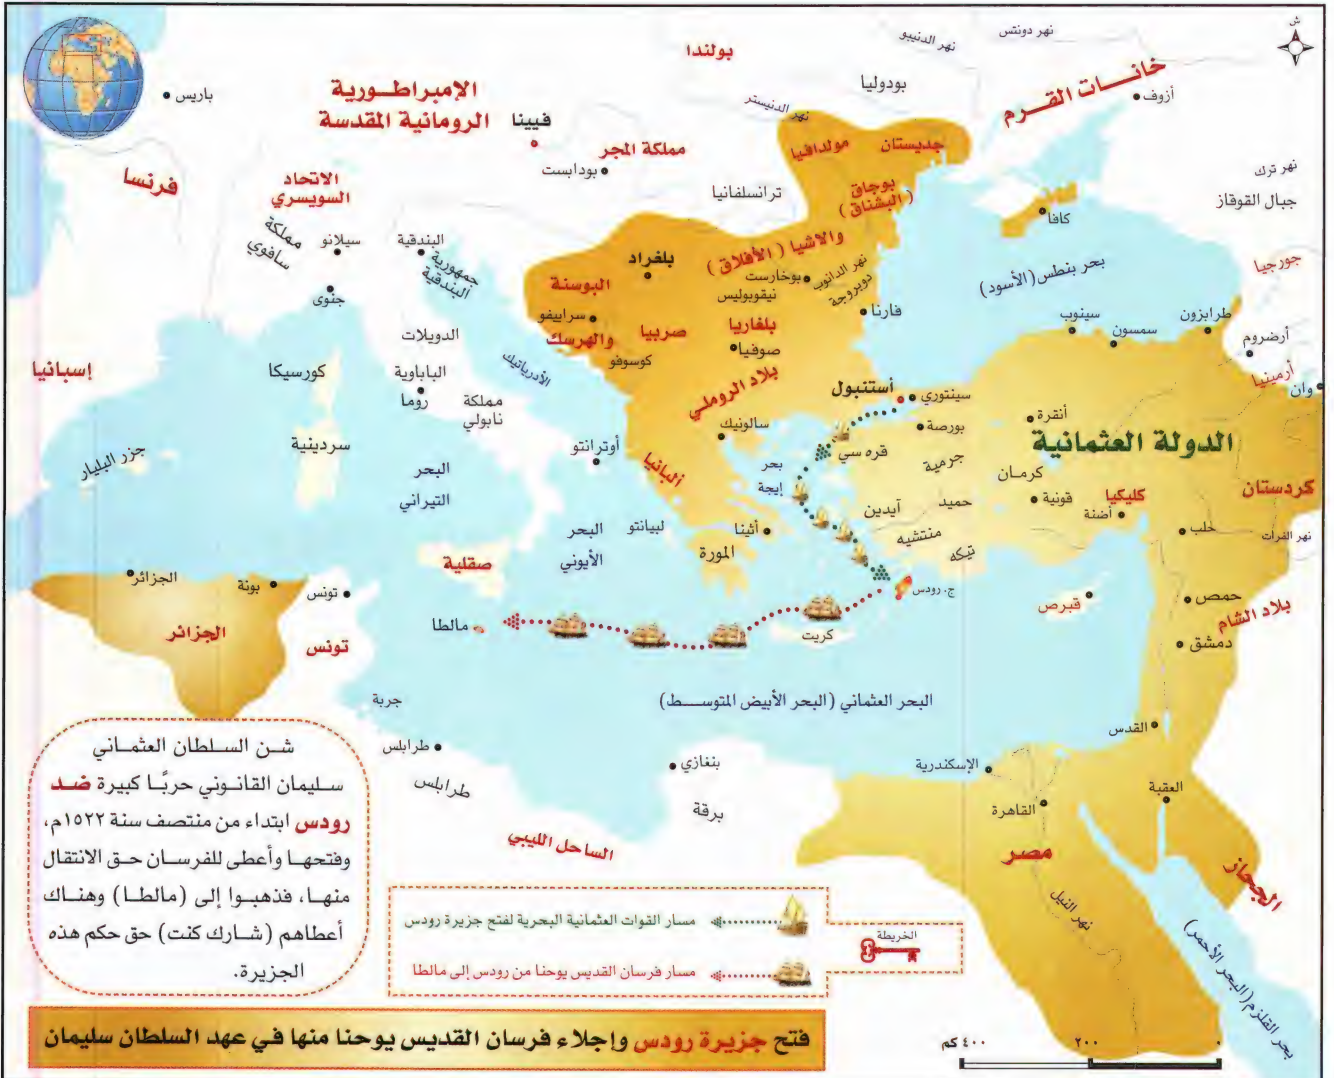 ش
نهر دونتس
نهر الدنيبو
بولندا
خانات القرم
بودوليا
أزوف
باريس
الإمبراطورية
الرومانية المقدسة
فيينا
نهر الدنيستر
مملكة المجر
بودابست
مولدافيا
جديستان
نهر ترك
جبال القوقاز
فرنسا
الاتحاد
السويسري
ترانسلفانيا
بوجاق
(البشناق)
كافا
مملكة
سافوي
سيلانو
البندقية
جمهورية
البندقية
والاشيا (الأفلاق)
بلغراد
نهر الدانوب
دوبروجة
بحر بنطس (الأسود)
جورجيا
البوسنة
بوخارست
نيقوبوليس
جنوى
سراييفو
والهرسك
صربيا
بلغاريا
فارنا
سينوب
سمسون
طرابزون
أرضروم
الدويلات
الباباوية
روما
كوسوفو
صوفيا
إسبانيا
كورسيكا
الأدرياتيك
بلاد الروملي
أستنبول
سينتوري
أرمينيا
وان
مملكة
نابولي
سالونيك
بورصة
أنقرة
الدولة العثمانية
جزر البليار
سردينية
أوترانتو
ألبانيا
بحر
إيجة
قره سي
جرمية
كرمان
كردستان
البحر
التيراني
آيدين
حميد
قونية
كليكيا
أضنة
البحر
الأيوني
ليبانتو
أثينا
المورة
منتشيه
تيكه
حلب
نهر الفرات
صقلية
الجزائر
بونة
تونس
ج. رودس
قبرص
حمص
بلاد الشام
الجزائر
تونس
مالطا
كريت
دمشق
جربة
البحر العثماني (البحر الأبيض المتوسط)
القدس
طرابلس
طرابلس
بنغازي
برقة
الإسكندرية
القاهرة
العقبة
الساحل الليبي
مصر
الحجاز
نهر النيل
بحر القلزم (البحر الأحمر)
شن السلطان العثماني
سليمان القانوني حربًا كبيرة ضد
رودس ابتداء من منتصف سنة ١٥٢٢م،
وفتحها وأعطى للفرسان حق الانتقال
منها، فذهبوا إلى (مالطا) وهناك
أعطاهم (شارك كنت) حق حكم هذه
الجزيرة.
مسار القوات العثمانية البحرية لفتح جزيرة رودس
الخريطة
مسار فرسان القديس يوحنا من رودس إلى مالطا
فتح جزيرة رودس وإجلاء فرسان القديس يوحنا منها في عهد السلطان سليمان
٠ ٢٠٠ ٤٠٠ كم